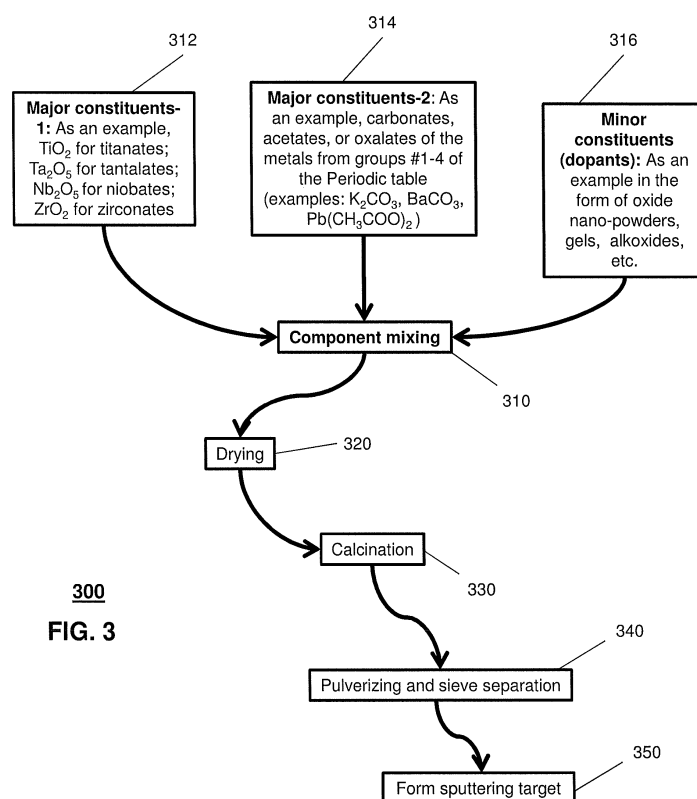 312
314
316
Major constituents-
1: As an example,
TiO₂ for titanates;
Ta₂O₅ for tantalates;
Nb₂O₅ for niobates;
ZrO₂ for zirconates
Major constituents-2: As
an example, carbonates,
acetates, or oxalates of the
metals from groups #1-4 of
the Periodic table
(examples: K₂CO₃, BaCO₃,
Pb(CH₃COO)₂)
Minor
constituents
(dopants): As an
example in the
form of oxide
nano-powders,
gels, alkoxides,
etc.
Component mixing
310
Drying
320
Calcination
330
300
FIG. 3
340
Pulverizing and sieve separation
350
Form sputtering target